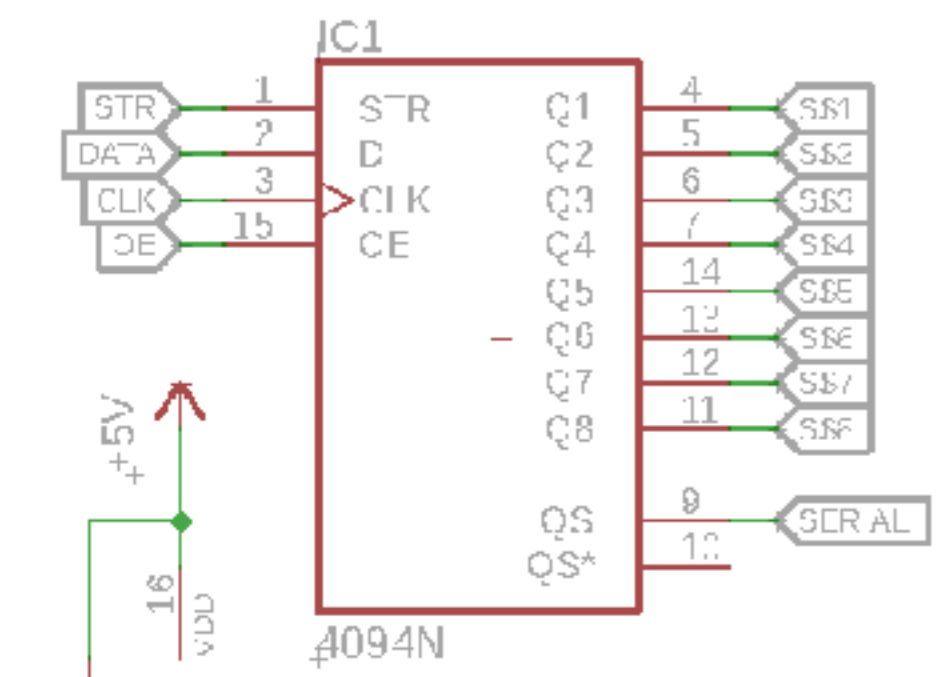 IC1
STR 1 STR Q1 4 SS1
DATA 2 D Q2 5 SS2
CLK 3 CLK Q3 6 SS3
OE 15 OE Q4 7 SS4
Q5 14 SS5
Q6 13 SS6
Q7 12 SS7
Q8 11
+5V
QS 9 SERIAL
QS* 10
16 VDD
4094N